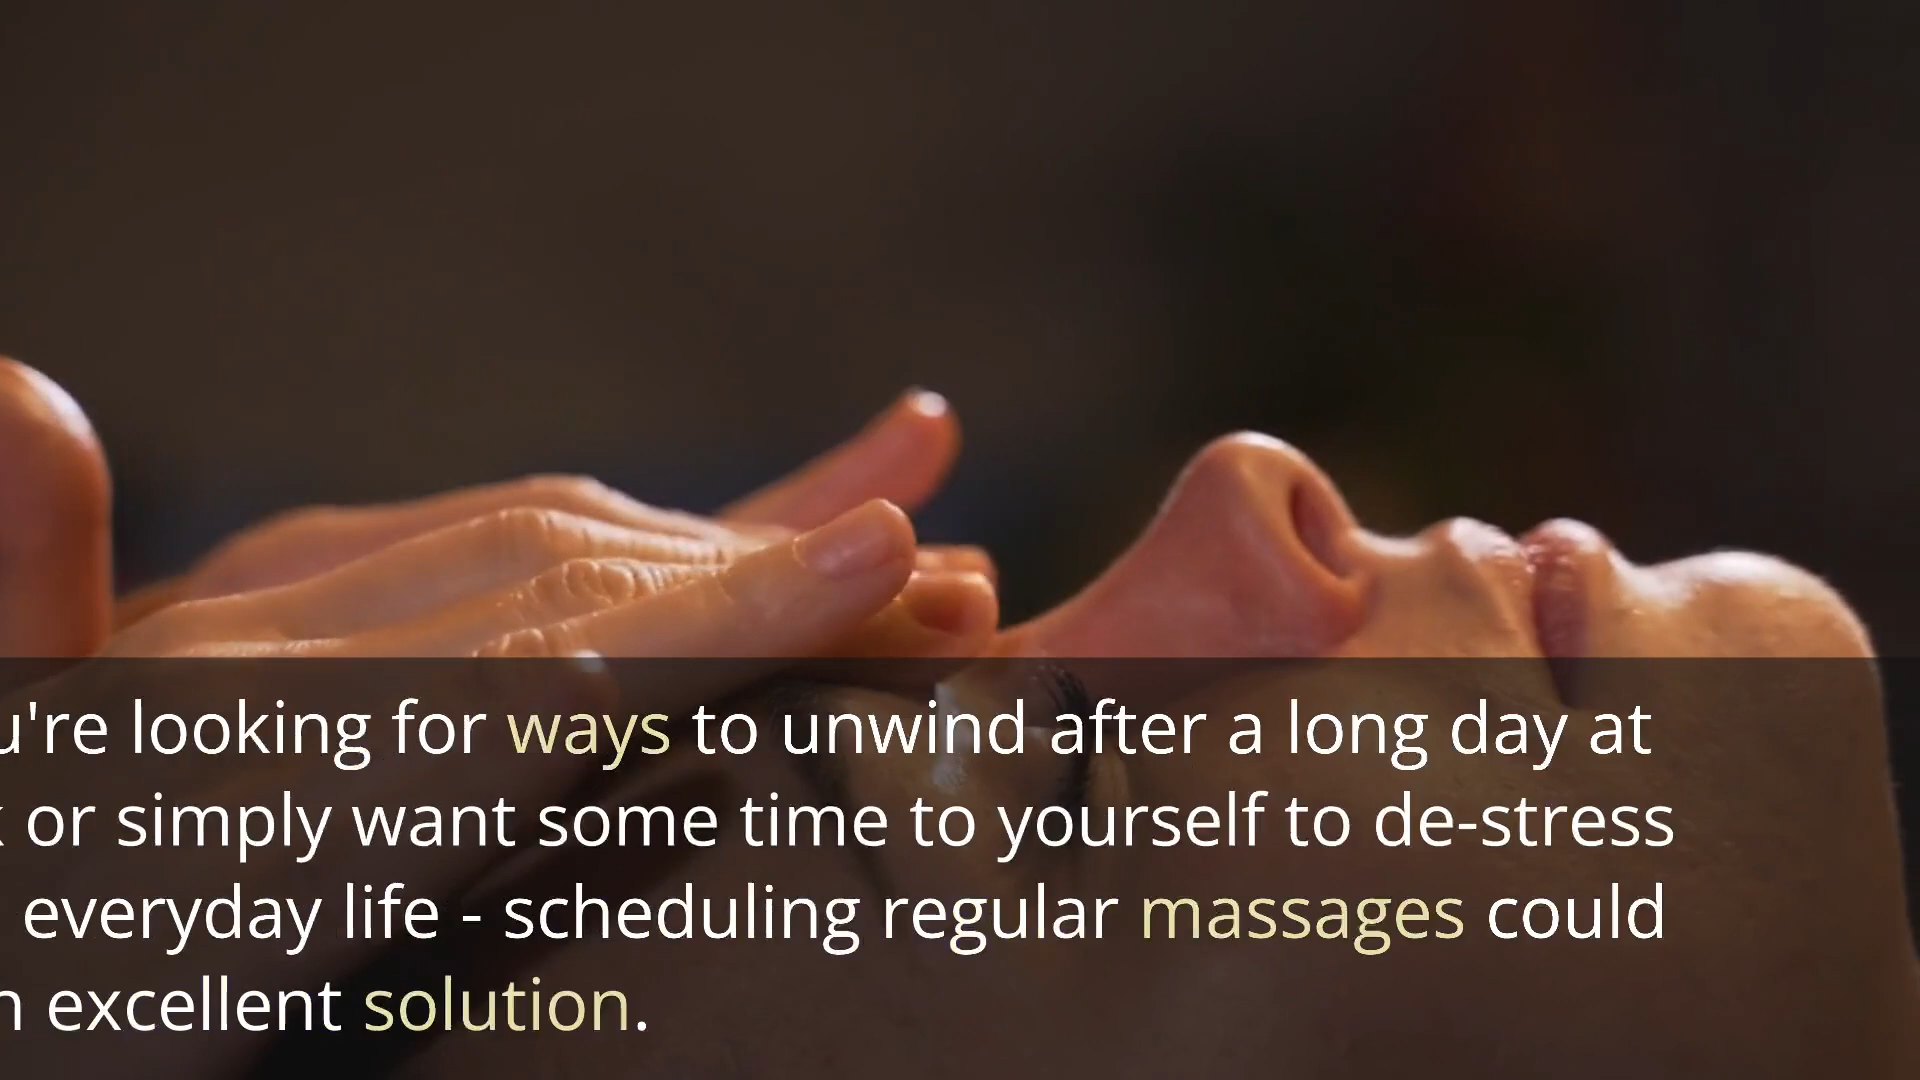 looking for ways to unwind after a long day at
or simply want some time to yourself to de-stress
everyday life - scheduling regular massages could
excellent solution.